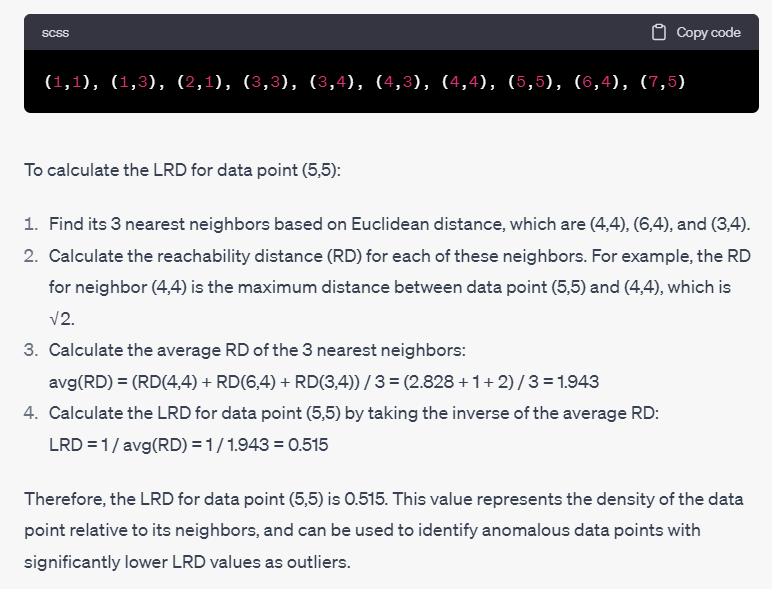 scss
Copy code
(1,1), (1,3), (2,1), (3,3), (3,4), (4,3), (4,4), (5,5), (6,4), (7,5)
To calculate the LRD for data point (5,5):
1. Find its 3 nearest neighbors based on Euclidean distance, which are (4,4), (6,4), and (3,4).
2. Calculate the reachability distance (RD) for each of these neighbors. For example, the RD
for neighbor (4,4) is the maximum distance between data point (5,5) and (4,4), which is
√2.
3. Calculate the average RD of the 3 nearest neighbors:
avg(RD) = (RD(4,4) + RD(6,4) + RD(3,4)) / 3 = (2.828 + 1 + 2) / 3 = 1.943
4. Calculate the LRD for data point (5,5) by taking the inverse of the average RD:
LRD = 1 / avg(RD) = 1 / 1.943 = 0.515
Therefore, the LRD for data point (5,5) is 0.515. This value represents the density of the data
point relative to its neighbors, and can be used to identify anomalous data points with
significantly lower LRD values as outliers.